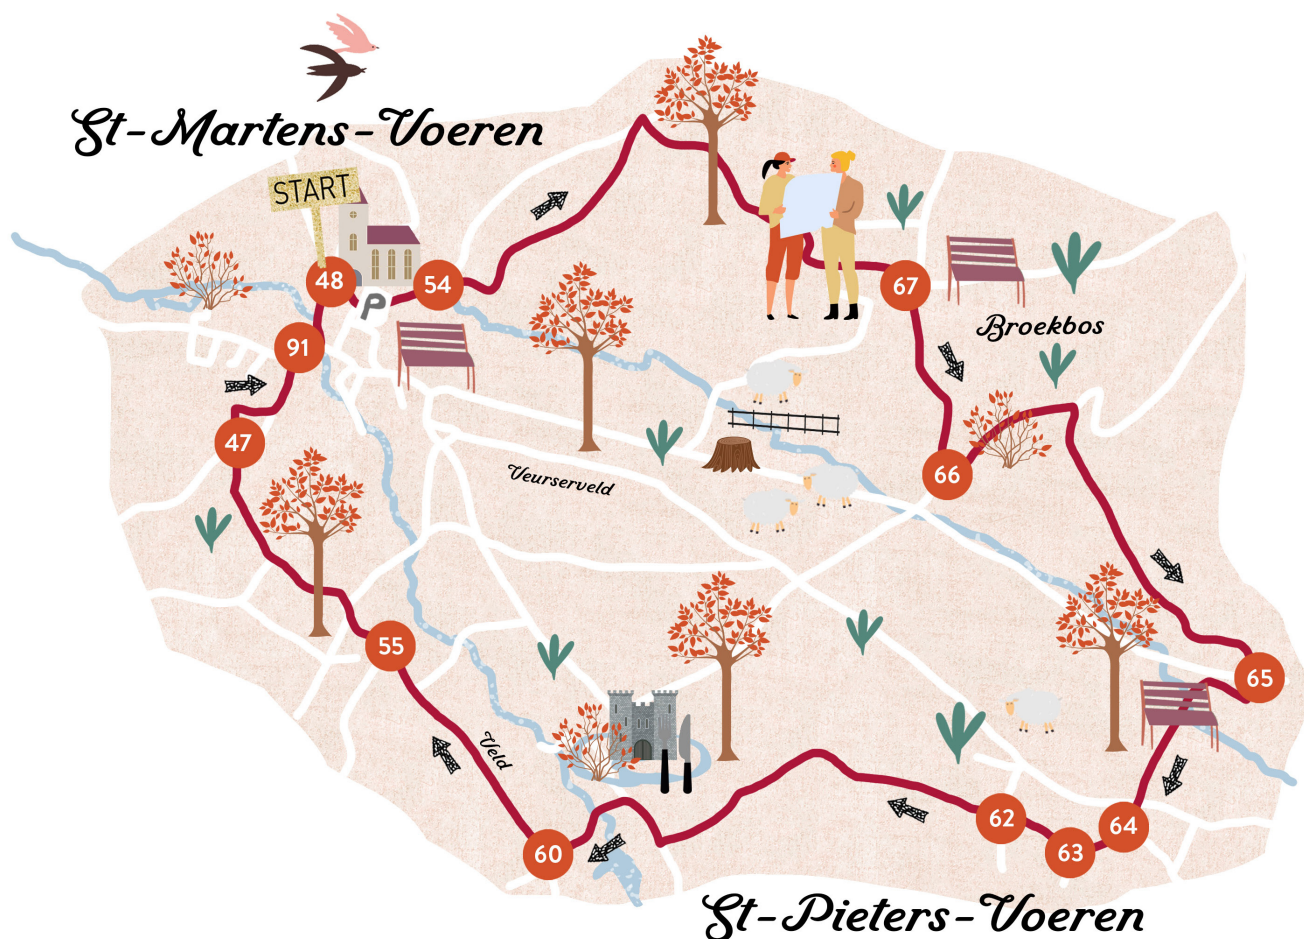 St-Martens-Voeren
START
48
P
54
67
91
Broekbos
47
66
Veurserveld
55
65
Veld
62
64
60
63
St-Pieters-Voeren